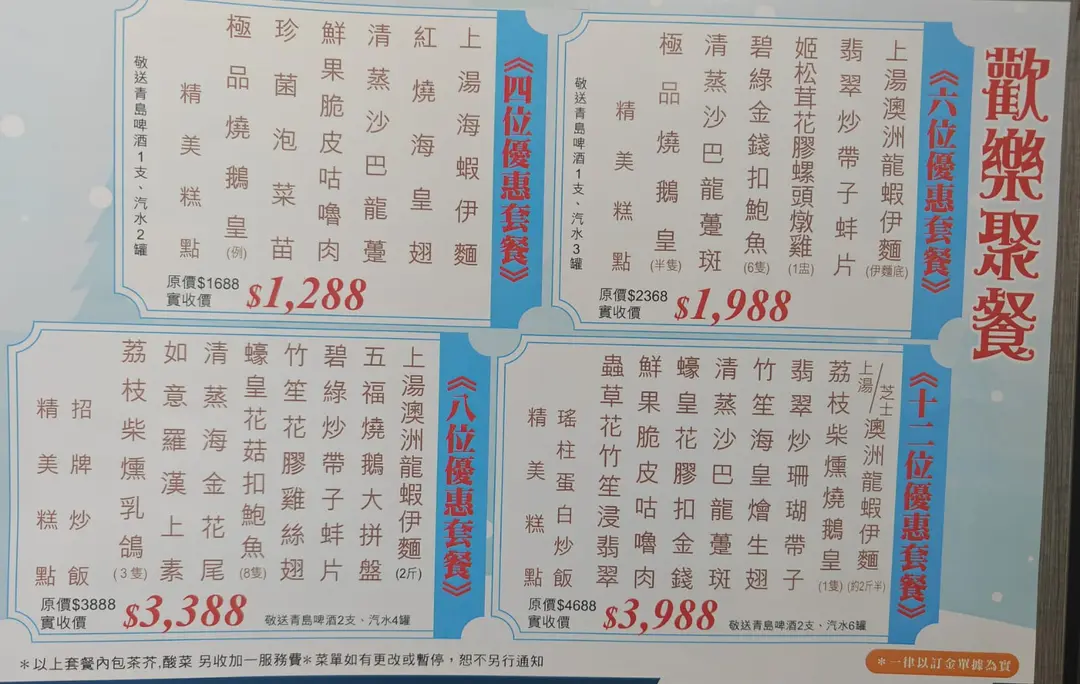 歡樂聚餐
《六位優惠套餐》
上湯澳洲龍蝦伊麵(伊麵底)
翡翠炒帶子蚌片
姬松茸花膠螺頭燉雞(1盅)
碧綠金錢扣鮑魚(6隻)
清蒸沙巴龍躉斑
極品燒鵝皇(半隻)
精美糕點
敬送青島啤酒1支、汽水3罐
原價$2368
實收價 $1,988
《四位優惠套餐》
上湯海蝦伊麵
紅燒海皇翅
清蒸沙巴龍躉
鮮果脆皮咕嚕肉
珍菌泡菜苗
極品燒鵝皇(例)
精美糕點
敬送青島啤酒1支、汽水2罐
原價$1688
實收價 $1,288
《十二位優惠套餐》
上湯/芝士澳洲龍蝦伊麵(約2斤半)
荔枝柴燻燒鵝皇(1隻)
翡翠炒珊瑚帶子
竹笙海皇燴生翅
清蒸沙巴龍躉斑
蠔皇花膠扣金錢
鮮果脆皮咕嚕肉
蟲草花竹笙浸翡翠
瑤柱蛋白炒飯
精美糕點
原價$4688
實收價 $3,988
敬送青島啤酒2支、汽水6罐
《八位優惠套餐》
上湯澳洲龍蝦伊麵(2斤)
五福燒鵝大拼盤
碧綠炒帶子蚌片
竹笙花膠雞絲翅
蠔皇花菇扣鮑魚(8隻)
清蒸海金花尾
如意羅漢上素
荔枝柴燻乳鴿(3隻)
招牌炒飯
精美糕點
原價$3888
實收價 $3,388
敬送青島啤酒2支、汽水4罐
*以上套餐內包茶芥,酸菜 另收加一服務費*菜單如有更改或暫停，恕不另行通知
*一律以訂金單據為實